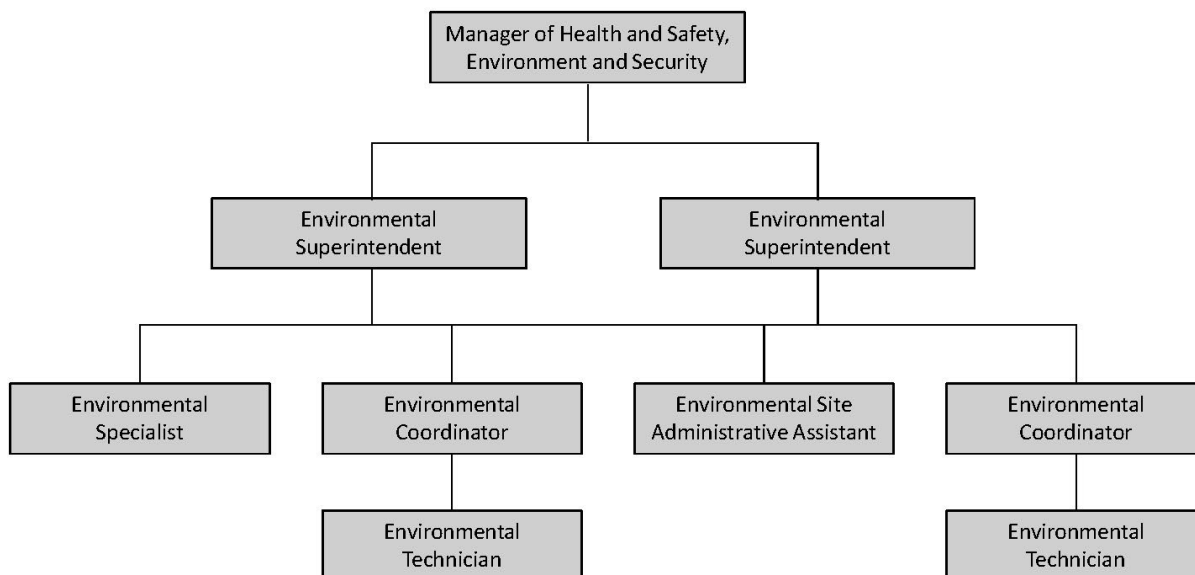 Manager of Health and Safety,
Environment and Security
Environmental
Superintendent
Environmental
Superintendent
Environmental
Specialist
Environmental
Coordinator
Environmental Site
Administrative Assistant
Environmental
Coordinator
Environmental
Technician
Environmental
Technician